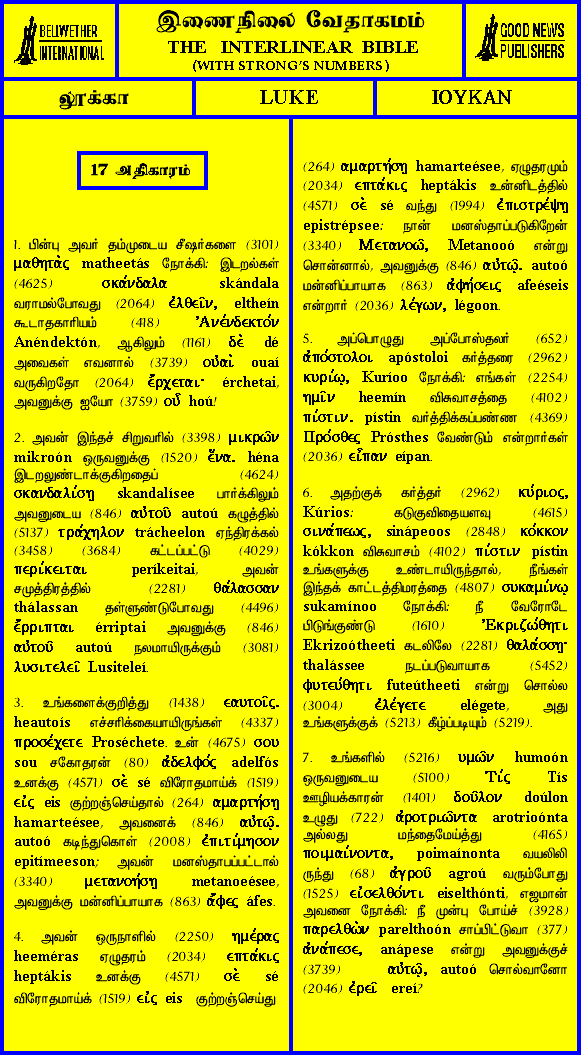 BELLWETHER
INTERNATIONAL
இணைநிலை வேதாகமம்
THE INTERLINEAR BIBLE
(WITH STRONG'S NUMBERS)
GOOD NEWS
PUBLISHERS
லூக்கா
LUKE
ΙΟΥΚΑΝ
17 அதிகாரம்
1. பின்பு அவர் தம்முடைய சீஷர்களை (3101)
μαθητὰς matheetás நோக்கி: இடறல்கள்
(4625) σκάνδαλα skándala
வராமல்போவது (2064) ἐλθεῖν, eltheín
கூடாதகாரியம் (418) Ἀνένδεκτόν
Anéndektón, ஆகிலும் (1161) δὲ dé
அவைகள் எவனால் (3739) οὐαὶ ouaí
வருகிறதோ (2064) ἔρχεται· érchetai,
அவனுக்கு ஐயோ (3759) οὗ hoú!
2. அவன் இந்தச் சிறுவரில் (3398) μικρῶν
mikroón ஒருவனுக்கு (1520) ἕνα. héna
இடறலுண்டாக்குகிறதைப் (4624)
σκανδαλίσῃ skandalísee பார்க்கிலும்
அவனுடைய (846) αὐτοῦ autoú கழுத்தில்
(5137) τράχηλον trácheelon ஏந்திரக்கல்
(3458) (3684) கட்டப்பட்டு (4029)
περίκειται períkeitai, அவன்
சமுத்திரத்தில் (2281) θάλασσαν
thálassan தள்ளுண்டுபோவது (4496)
ἔρριπται érriptai அவனுக்கு (846)
αὐτοῦ autoú நலமாயிருக்கும் (3081)
λυσιτελεῖ Lusiteleí.
3. உங்களைக்குறித்து (1438) εαυτοῖς.
heautoís எச்சரிக்கையாயிருங்கள் (4337)
προσέχετε Proséchete. உன் (4675) σου
sou சகோதரன் (80) ἀδελφός adelfós
உனக்கு (4571) σὲ sé விரோதமாய்க் (1519)
εἰς eis குற்றஞ்செய்தால் (264) αμαρτήσῃ
hamarteésee, அவனைக் (846) αὐτῷ.
autoó கடிந்துகொள் (2008) ἐπιτίμησον
epitímeeson; அவன் மனஸ்தாபப்பட்டால்
(3340) μετανοήσῃ metanoeésee,
அவனுக்கு மன்னிப்பாயாக (863) ἄφες áfes.
4. அவன் ஒருநாளில் (2250) ημέρας
heeméras ஏழுதரம் (2034) επτάκις
heptákis உனக்கு (4571) σὲ sé
விரோதமாய்க் (1519) εἰς eis குற்றஞ்செய்து
(264) αμαρτήσῃ hamarteésee, ஏழுதரமும்
(2034) επτάκις heptákis உன்னிடத்தில்
(4571) σὲ sé வந்து (1994) ἐπιστρέψῃ
epistrépsee: நான் மனஸ்தாப்படுகிறேன்
(3340) Μετανοῶ, Metanooó என்று
சொன்னால், அவனுக்கு (846) αὐτῷ. autoó
மன்னிப்பாயாக (863) ἀφήσεις afeéseis
என்றார் (2036) λέγων, légoon.
5. அப்பொழுது அப்போஸ்தலர் (652)
ἀπόστολοι apóstoloi கர்த்தரை (2962)
κυρίῳ, Kuríoo நோக்கி: எங்கள் (2254)
ημῖν heemín விசுவாசத்தை (4102)
πίστιν. pístin வர்த்திக்கப்பண்ண (4369)
Πρόσθες Prósthes வேண்டும் என்றார்கள்
(2036) εἶπαν eípan.
6. அதற்குக் கர்த்தர் (2962) κύριος,
Kúrios: கடுகுவிதையளவு (4615)
σινάπεως, sinápeoos (2848) κόκκον
kókkon விசுவாசம் (4102) πίστιν pístin
உங்களுக்கு உண்டாயிருந்தால், நீங்கள்
இந்தக் காட்டத்திமரத்தை (4807) συκαμίνῳ
sukamínoo நோக்கி: நீ வேரோடே
பிடுங்குண்டு (1610) Ἐκριζώθητι
Ekrizoótheeti கடலிலே (2281) θαλάσσῃ·
thalássee நடப்படுவாயாக (5452)
φυτεύθητι futeútheeti என்று சொல்ல
(3004) ἐλέγετε elégete, அது
உங்களுக்குக் (5213) கீழ்ப்படியும் (5219).
7. உங்களில் (5216) υμῶν humoón
ஒருவனுடைய (5100) Τίς Tís
ஊழியக்காரன் (1401) δοῦλον doúlon
உழுது (722) ἀροτριῶντα arotrioónta
அல்லது மந்தைமேய்த்து (4165)
ποιμαίνοντα, poimaínonta வயலிலி
ருந்து (68) ἀγροῦ agroú வரும்போது
(1525) εἰσελθόντι eiselthónti, எஜமான்
அவனை நோக்கி: நீ முன்பு போய்ச் (3928)
παρελθὼν parelthoón சாப்பிட்டுவா (377)
ἀνάπεσε, anápese என்று அவனுக்குச்
(3739) αὐτῷ, autoó சொல்வானோ
(2046) ἐρεῖ ereí?